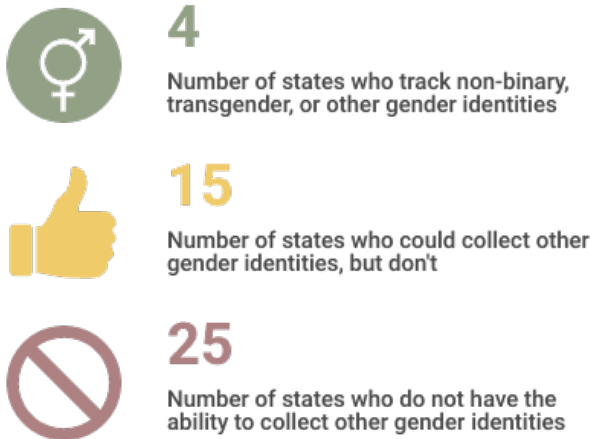 4
Number of states who track non-binary,
transgender, or other gender identities
15
Number of states who could collect other
gender identities, but don't
25
Number of states who do not have the
ability to collect other gender identities